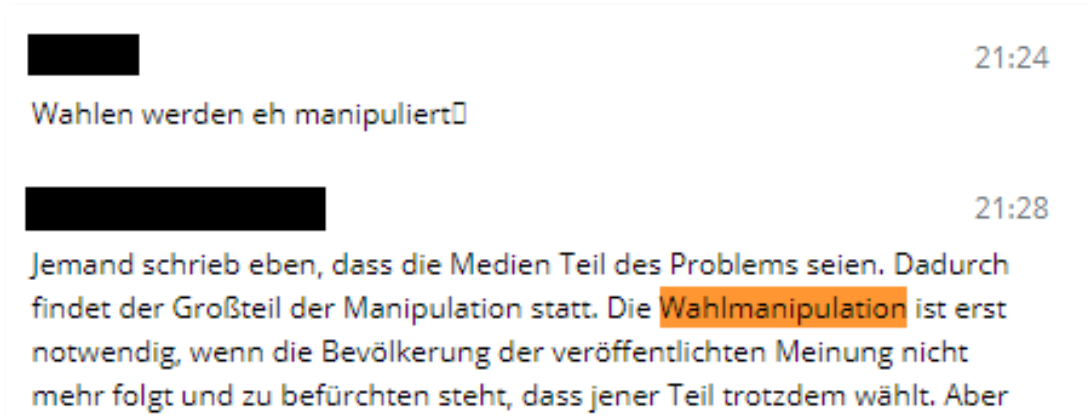 21:24
Wahlen werden eh manipuliert▯
21:28
Jemand schrieb eben, dass die Medien Teil des Problems seien. Dadurch
findet der Großteil der Manipulation statt. Die Wahlmanipulation ist erst
notwendig, wenn die Bevölkerung der veröffentlichten Meinung nicht
mehr folgt und zu befürchten steht, dass jener Teil trotzdem wählt. Aber